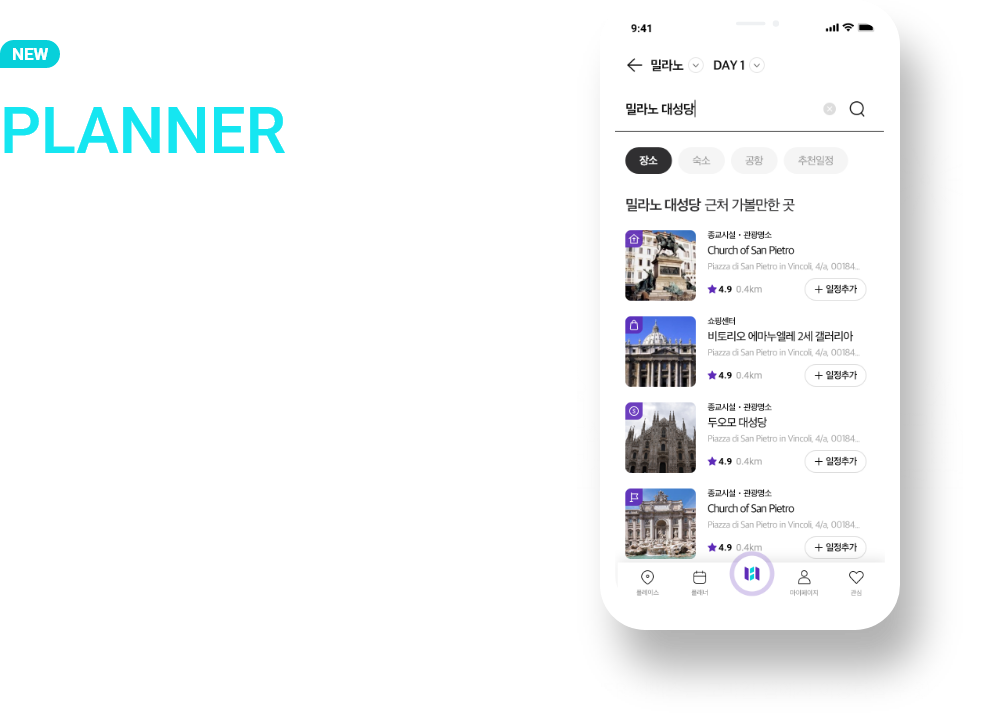 NEW
PLANNER
9:41
밀라노 DAY 1
밀라노 대성당
장소 숙소 공항 추천일정
밀라노 대성당 근처 가볼만한 곳
종교시설 • 관광명소
Church of San Pietro
Piazza di San Pietro in Vincoli, 4/a, 00184...
4.9 0.4km + 일정추가
쇼핑센터
비토리오 에마누엘레 2세 갤러리아
Piazza di San Pietro in Vincoli, 4/a, 00184...
4.9 0.4km + 일정추가
종교시설 • 관광명소
두오모 대성당
Piazza di San Pietro in Vincoli, 4/a, 00184...
4.9 0.4km + 일정추가
종교시설 • 관광명소
Church of San Pietro
Piazza di San Pietro in Vincoli, 4/a, 00184...
4.9 0.4km + 일정추가
플레이스 플래너 마이페이지 관심